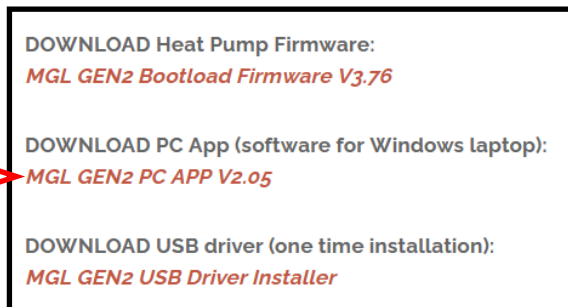 DOWNLOAD Heat Pump Firmware:
MGL GEN2 Bootload Firmware V3.76
DOWNLOAD PC App (software for Windows laptop):
MGL GEN2 PC APP V2.05
DOWNLOAD USB driver (one time installation):
MGL GEN2 USB Driver Installer